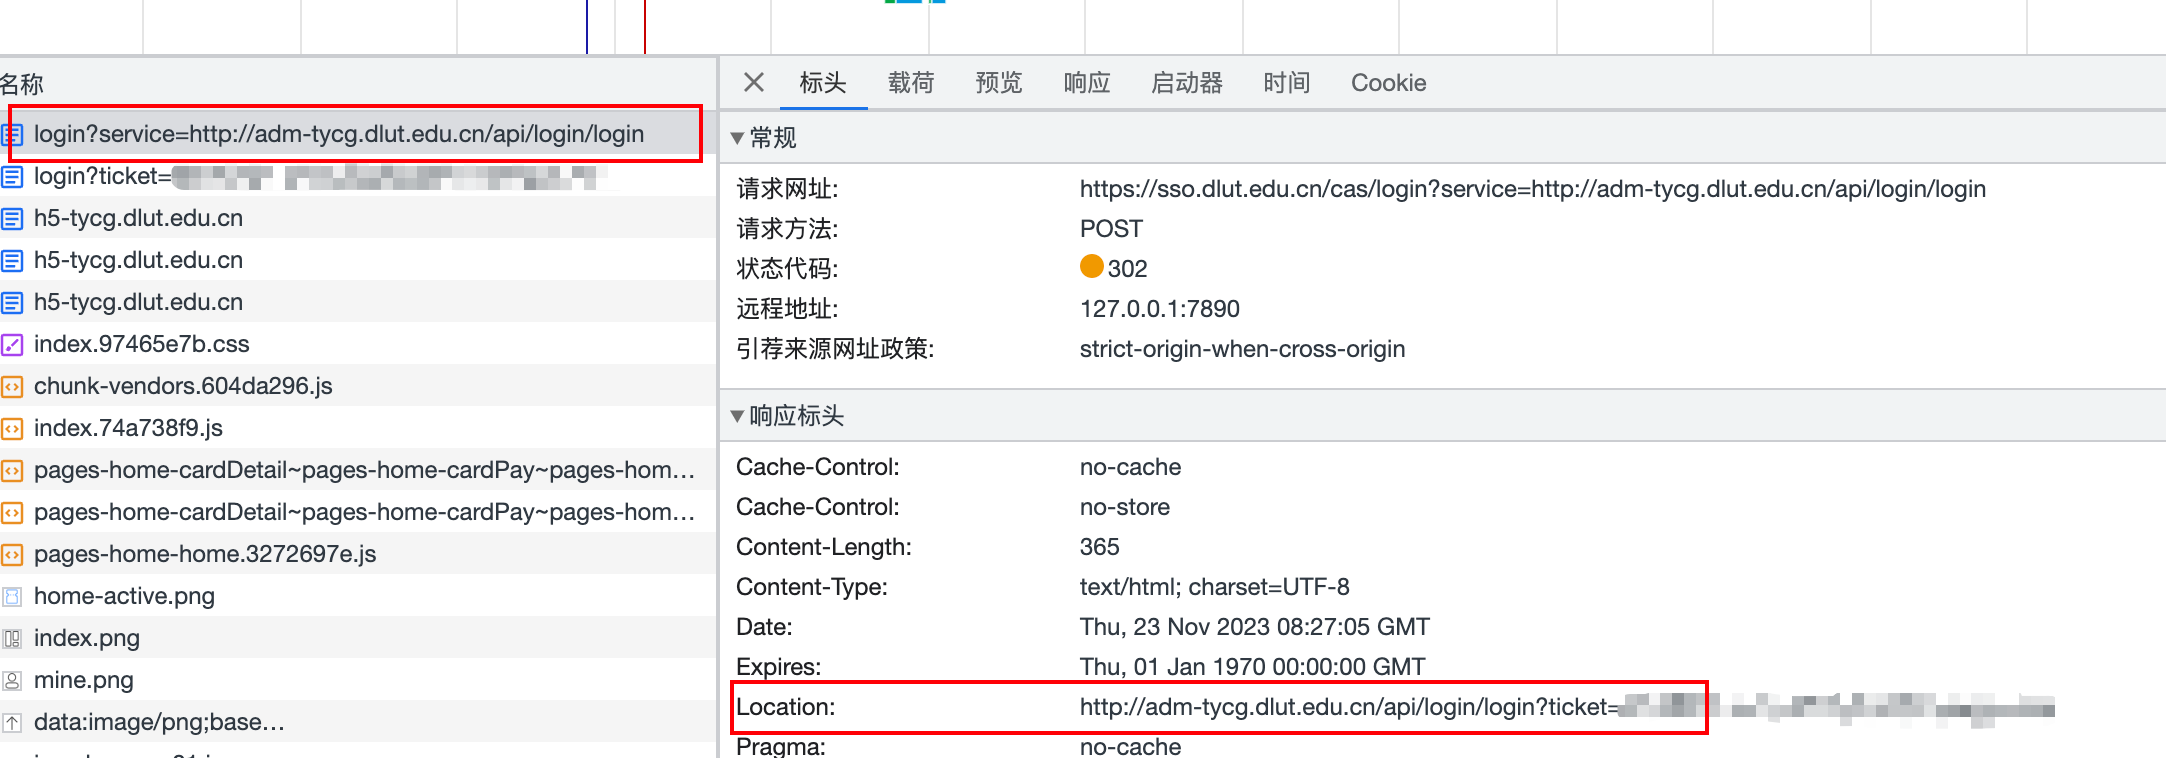 名称
login?service=http://adm-tycg.dlut.edu.cn/api/login/login
login?ticket=
h5-tycg.dlut.edu.cn
h5-tycg.dlut.edu.cn
h5-tycg.dlut.edu.cn
index.97465e7b.css
chunk-vendors.604da296.js
index.74a738f9.js
pages-home-cardDetail~pages-home-cardPay~pages-hom…
pages-home-cardDetail~pages-home-cardPay~pages-hom…
pages-home-home.3272697e.js
home-active.png
index.png
mine.png
data:image/png;base…
标头 载荷 预览 响应 启动器 时间 Cookie
常规
请求网址: https://sso.dlut.edu.cn/cas/login?service=http://adm-tycg.dlut.edu.cn/api/login/login
请求方法: POST
状态代码: 302
远程地址: 127.0.0.1:7890
引荐来源网址政策: strict-origin-when-cross-origin
响应标头
Cache-Control: no-cache
Cache-Control: no-store
Content-Length: 365
Content-Type: text/html; charset=UTF-8
Date: Thu, 23 Nov 2023 08:27:05 GMT
Expires: Thu, 01 Jan 1970 00:00:00 GMT
Location: http://adm-tycg.dlut.edu.cn/api/login/login?ticket=
Pragma: no-cache